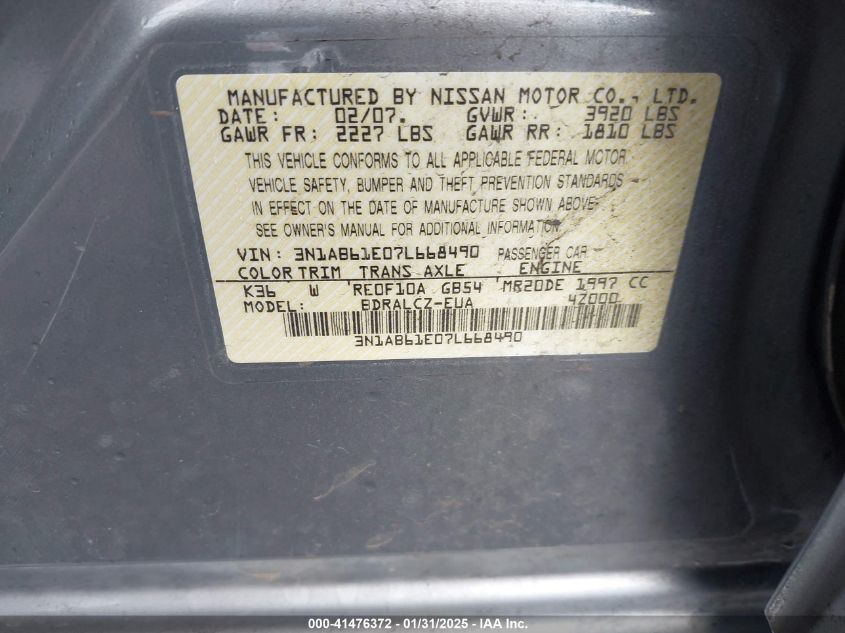 MANUFACTURED BY NISSAN MOTOR CO., LTD.
DATE: 02/07. GVWR: 3920 LBS
GAWR FR: 2227 LBS GAWR RR: 1810 LBS
THIS VEHICLE CONFORMS TO ALL APPLICABLE FEDERAL MOTOR
VEHICLE SAFETY, BUMPER AND THEFT PREVENTION STANDARDS
IN EFFECT ON THE DATE OF MANUFACTURE SHOWN ABOVE.
SEE OWNER'S MANUAL FOR ADDITIONAL INFORMATION.
VIN: 3N1AB61E07L668490 PASSENGER CAR
COLOR TRIM TRANS AXLE ENGINE
K36 W RE0F10A GB54 MR20DE 1997 CC
MODEL: BDRALCZ-EUA 4Z000
3N1AB61E07L668490
000-41476372 - 01/31/2025 - IAA Inc.